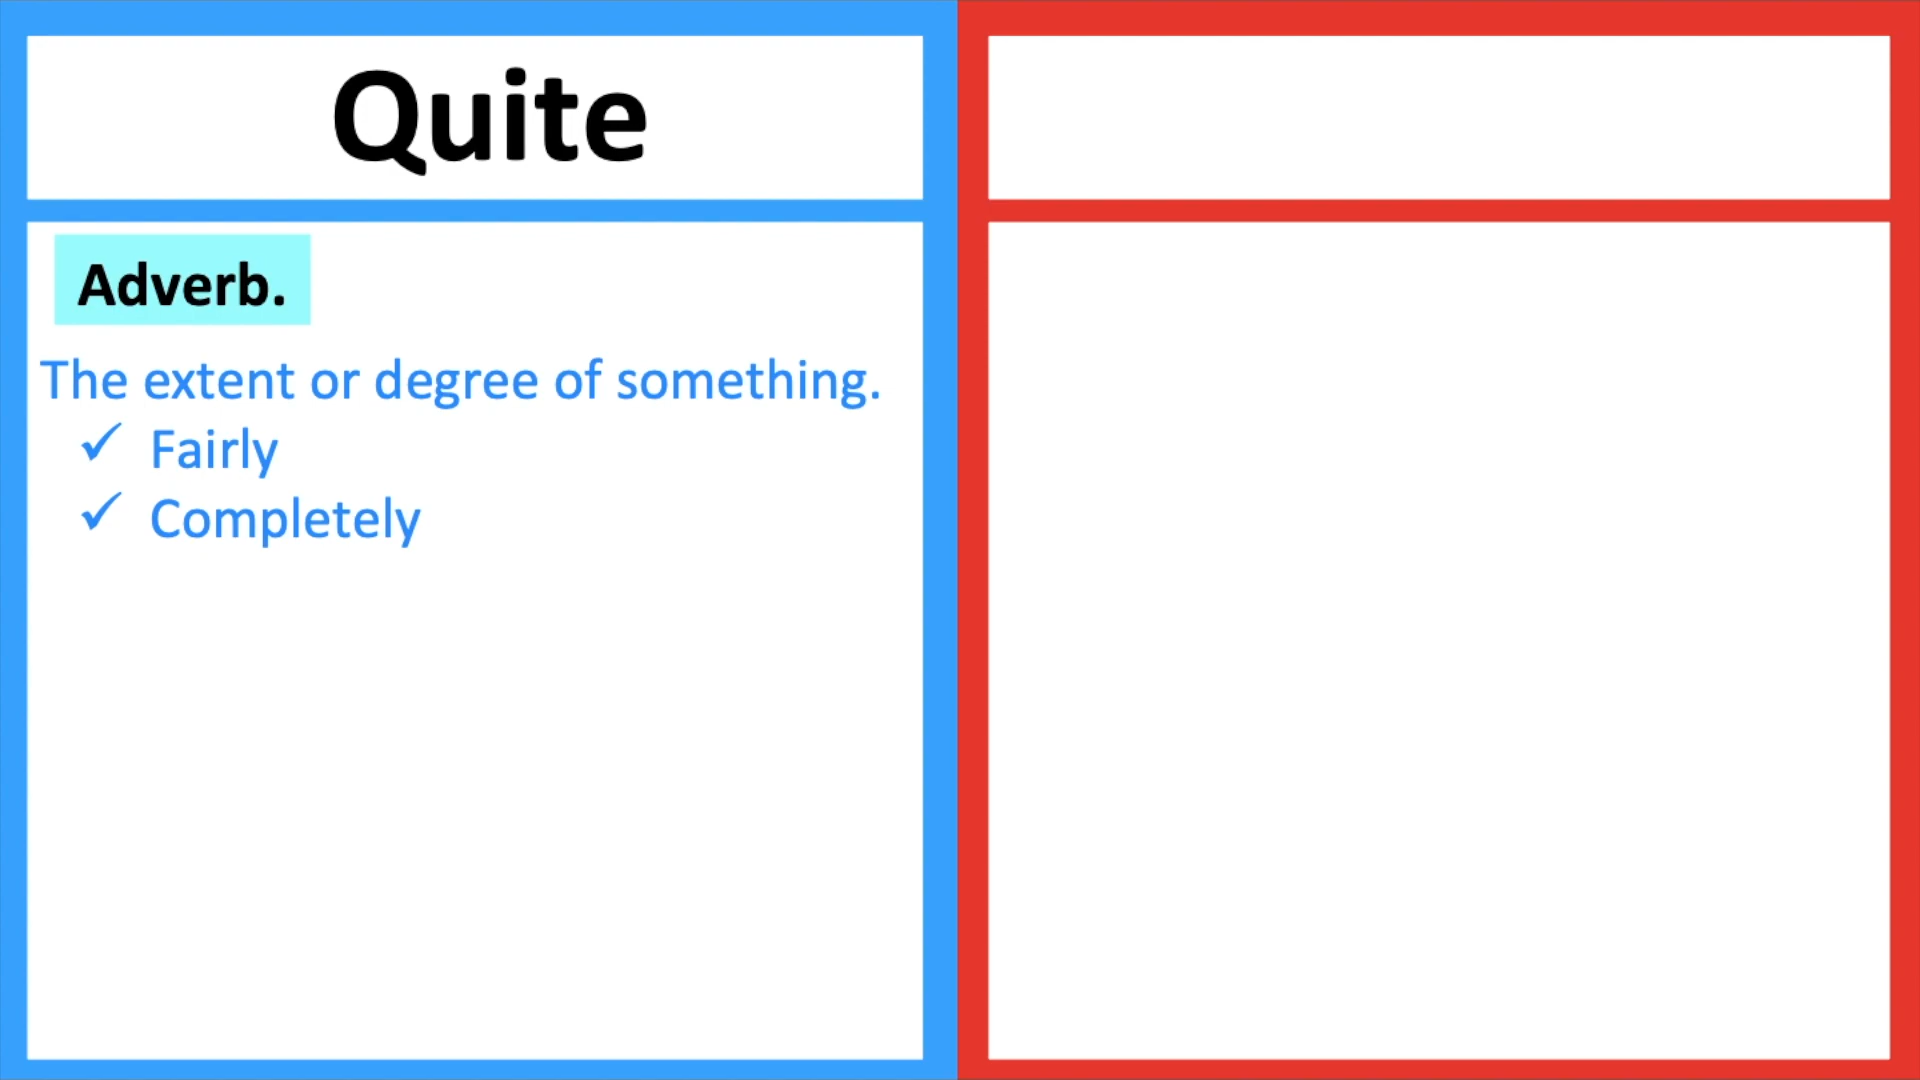 Quite
Adverb.
The extent or degree of something.
✓ Fairly
✓ Completely